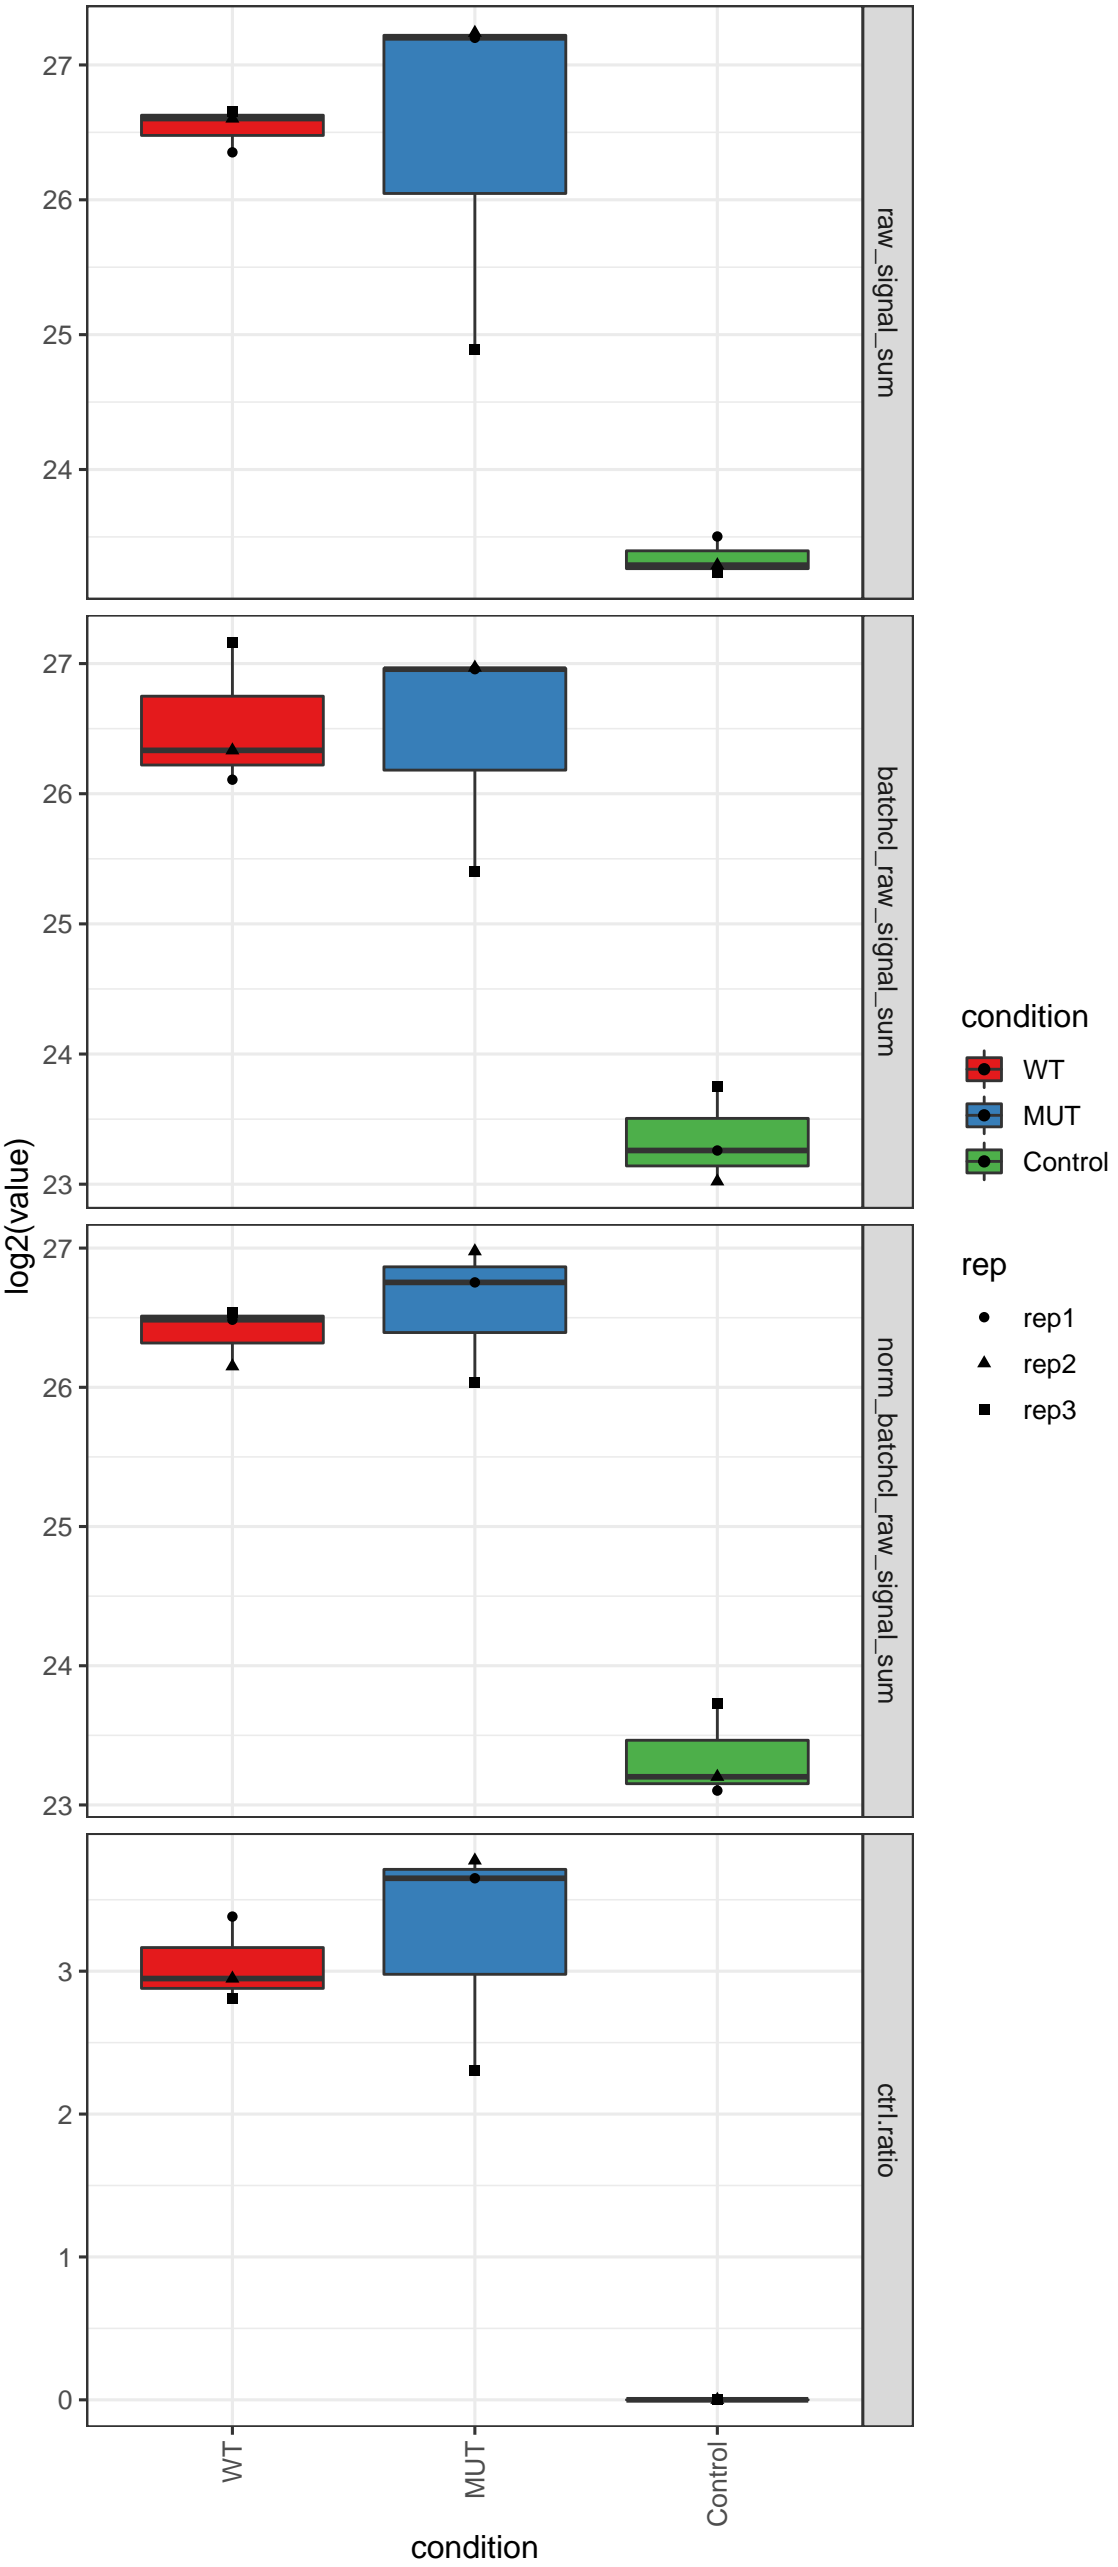 27
26
25
24
raw_signal_sum
27
26
25
24
23
batchcl_raw_signal_sum
27
26
25
24
23
norm_batchcl_raw_signal_sum
3
2
1
0
ctrl.ratio
log2(value)
WT
MUT
Control
condition
condition
WT
MUT
Control
rep
rep1
rep2
rep3